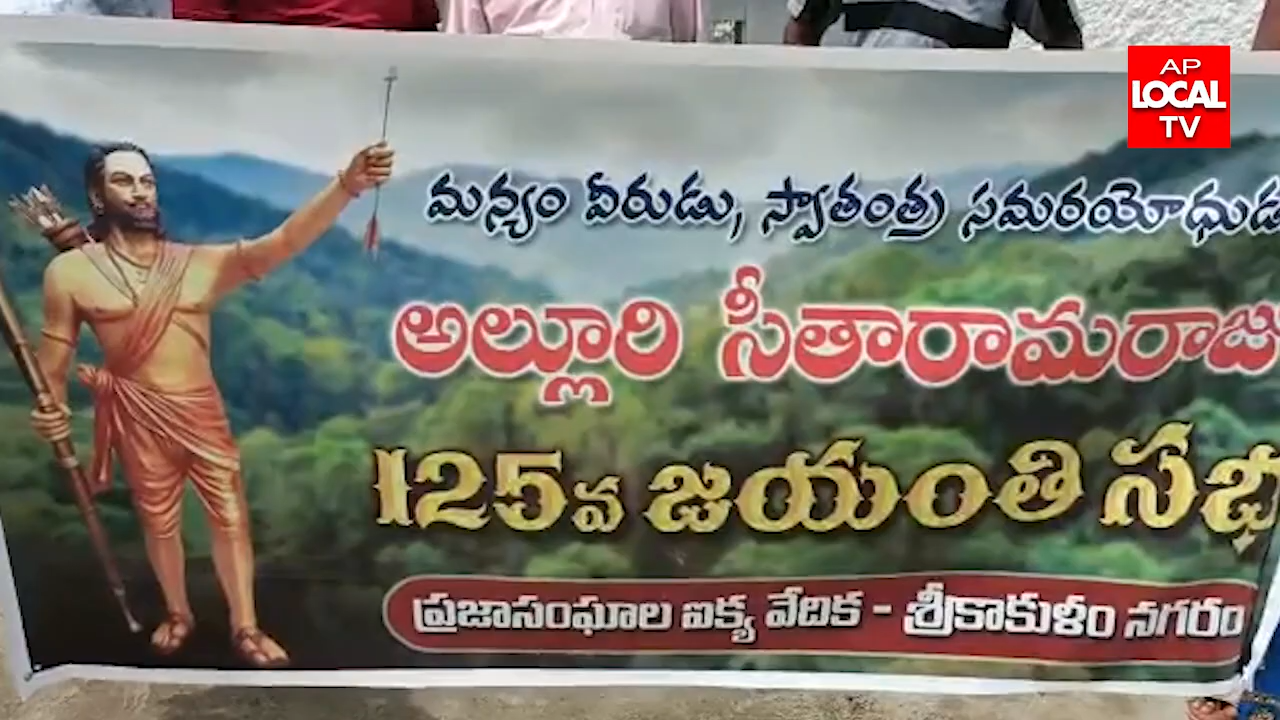 AP
LOCAL
TV
మన్యం వీరుడు, స్వాతంత్ర సమరయోధుడు
అల్లూరి సీతారామరాజు
125వ జయంతి సభ
ప్రజాసంఘాల ఐక్య వేదిక - శ్రీకాకుళం నగరం